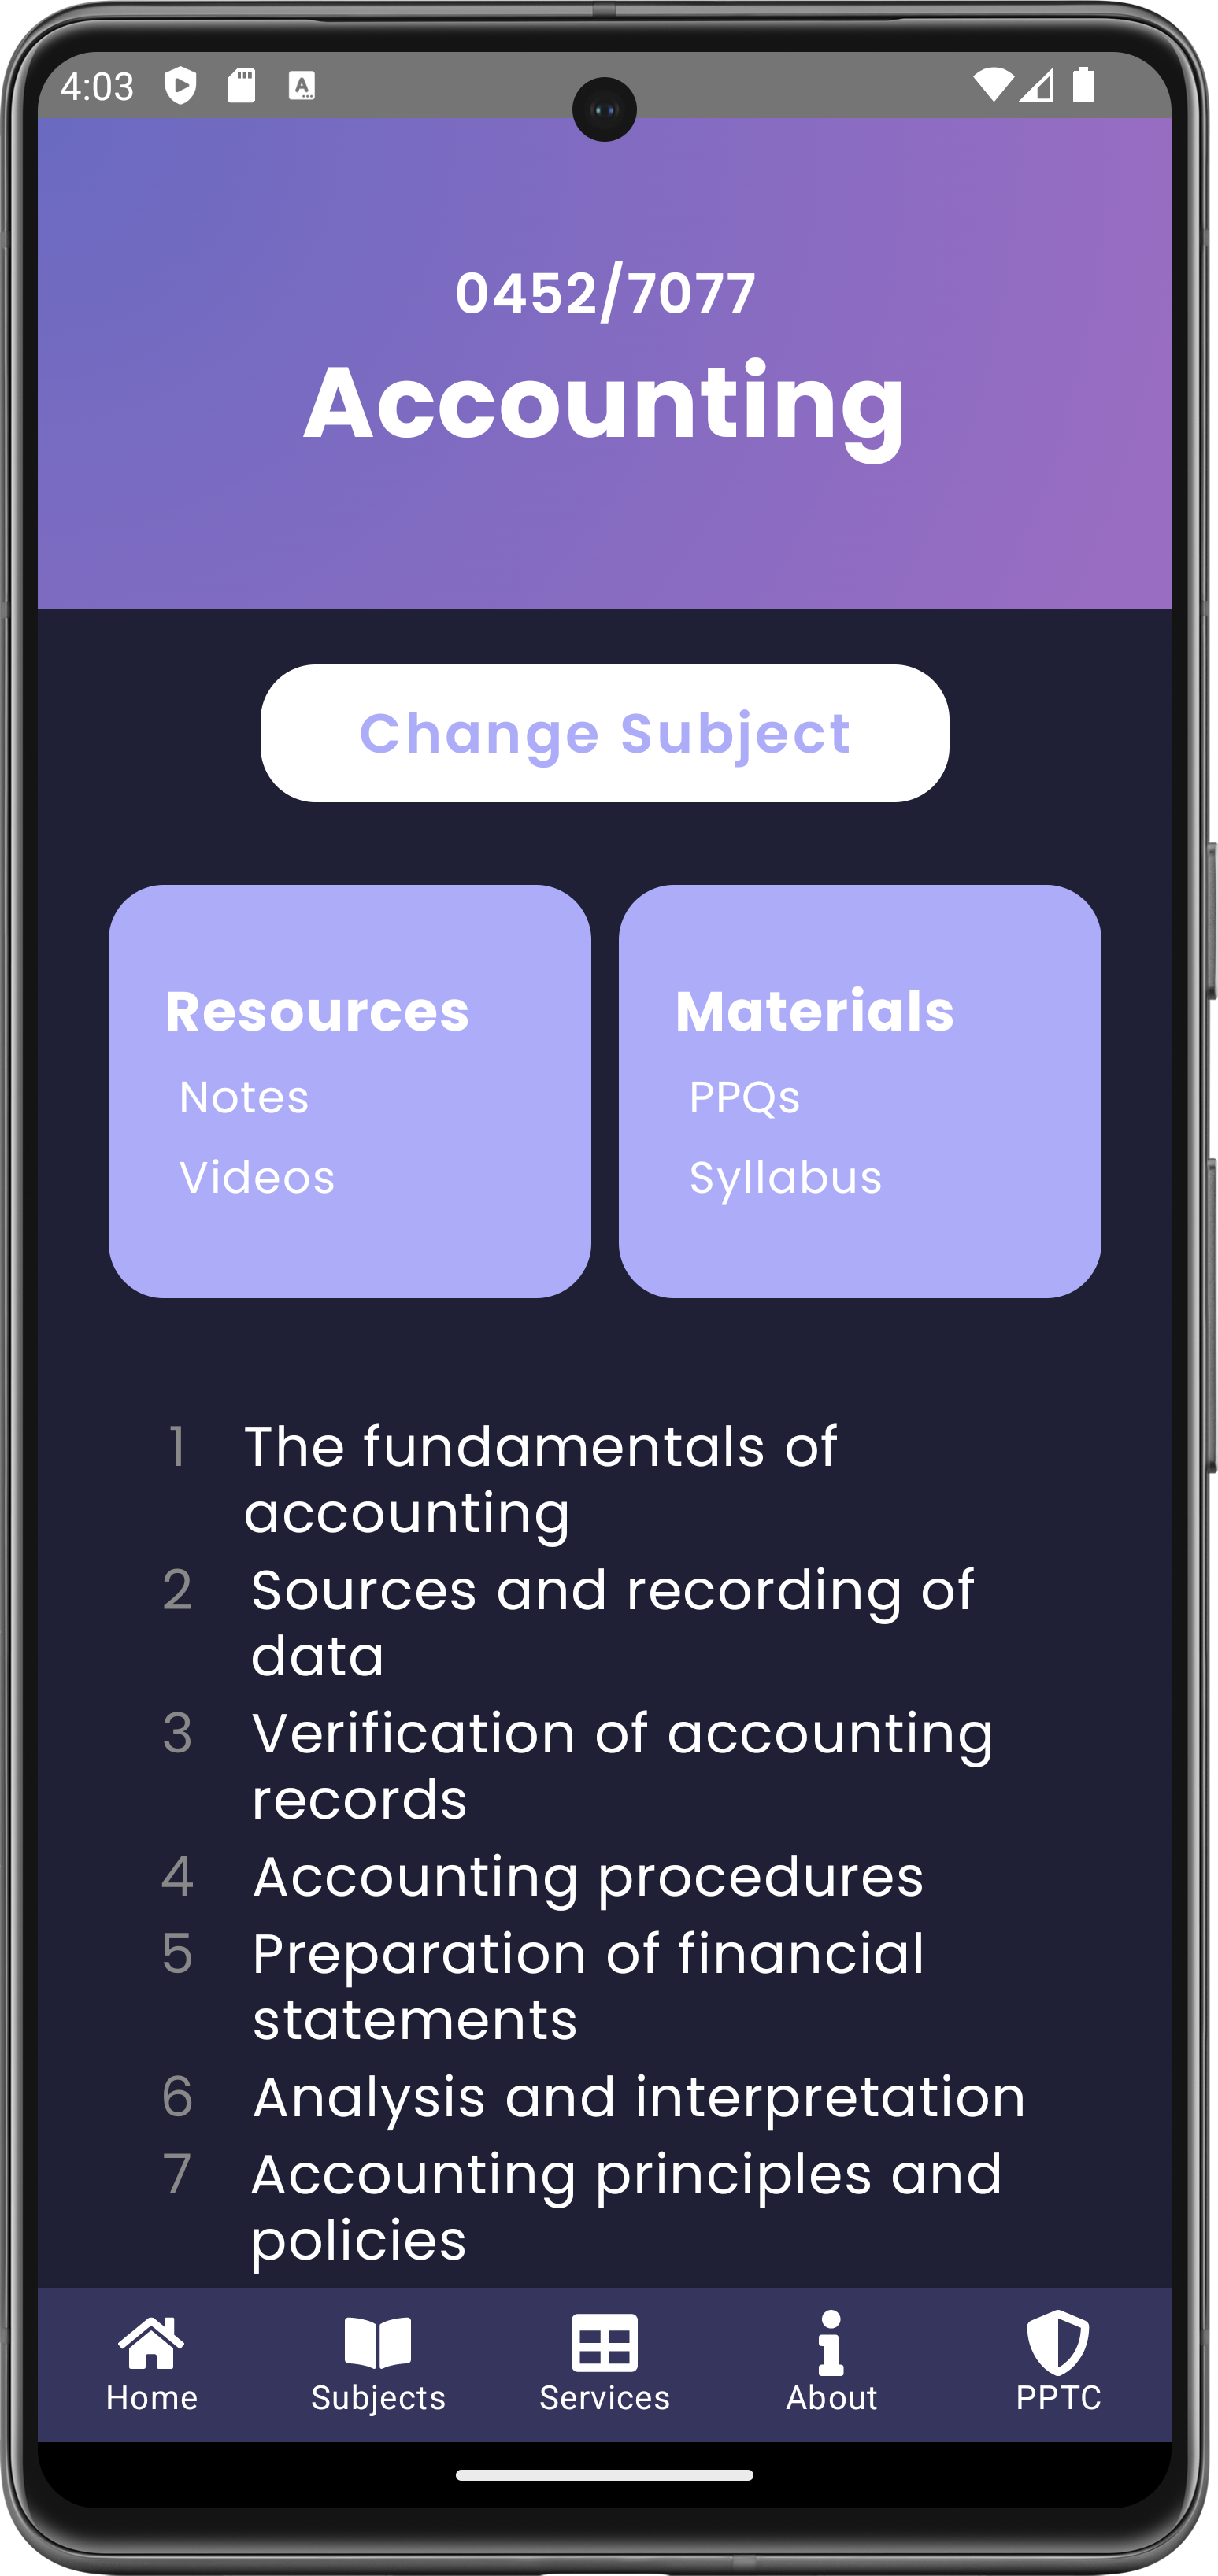 4:03
0452/7077
Accounting
Change Subject
Resources
Notes
Videos
Materials
PPQs
Syllabus
1 The fundamentals of
accounting
2 Sources and recording of
data
3 Verification of accounting
records
4 Accounting procedures
5 Preparation of financial
statements
6 Analysis and interpretation
7 Accounting principles and
policies
Home
Subjects
Services
About
PPTC